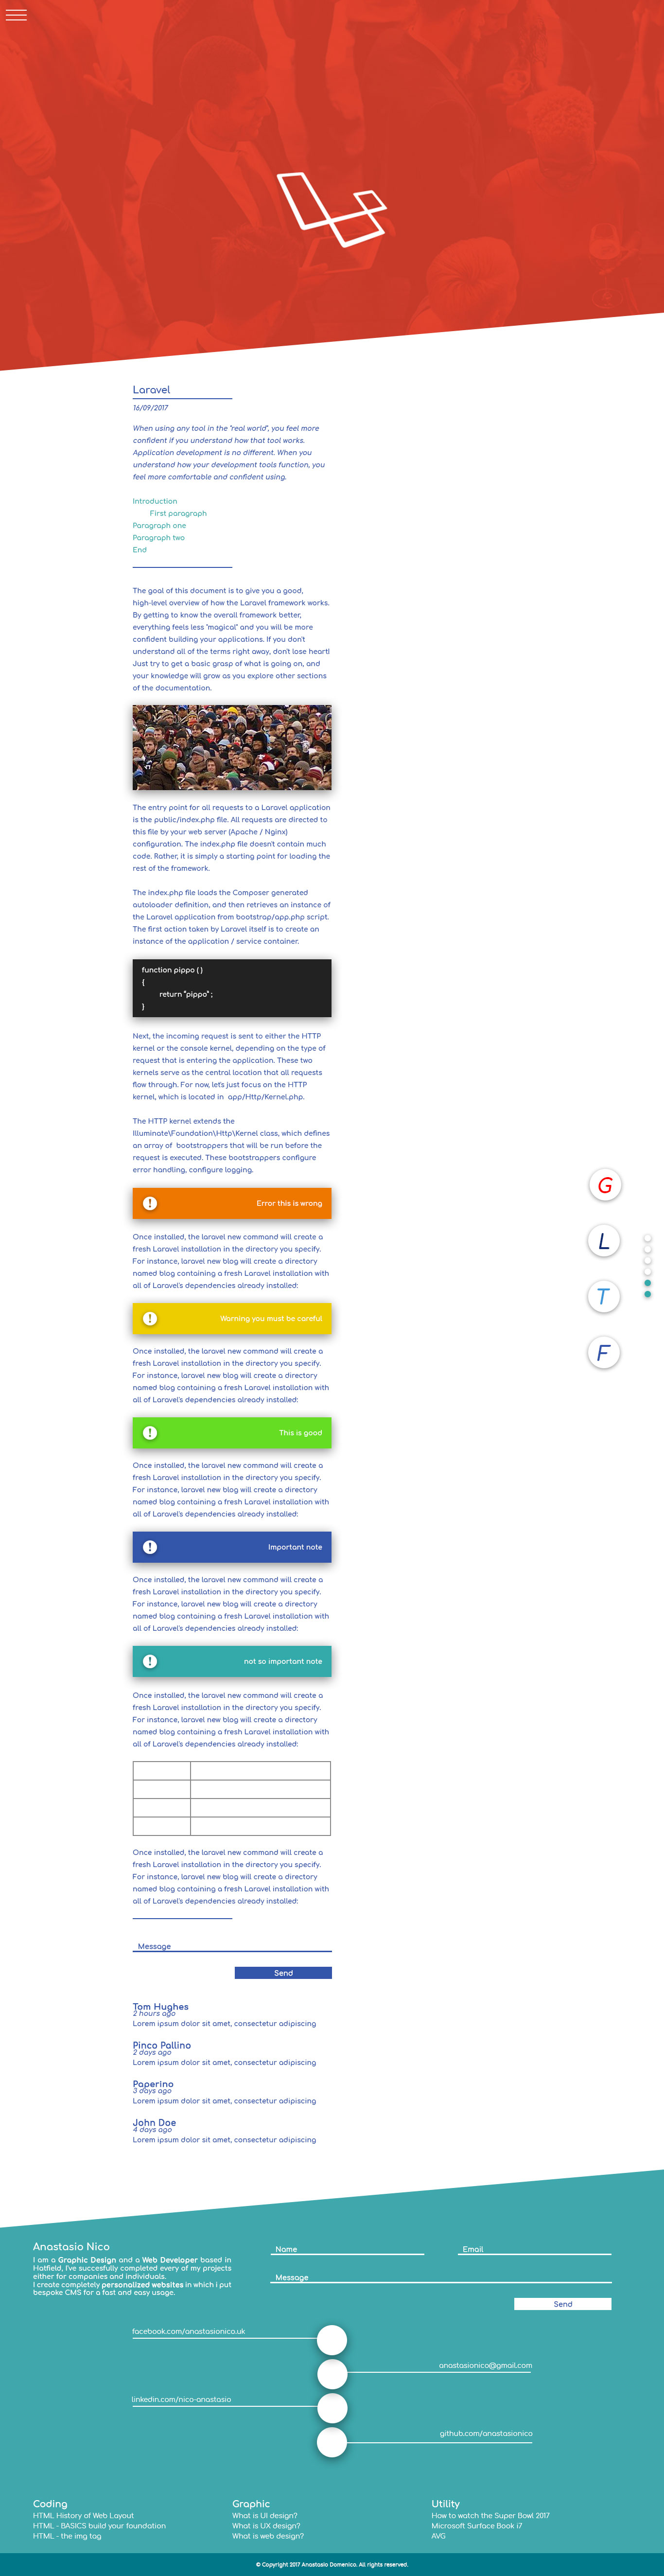 Laravel
16/09/2017
When using any tool in the "real world", you feel more
confident if you understand how that tool works.
Application development is no different. When you
understand how your development tools function, you
feel more comfortable and confident using.
Introduction
First paragraph
Paragraph one
Paragraph two
End
The goal of this document is to give you a good,
high-level overview of how the Laravel framework works.
By getting to know the overall framework better,
everything feels less "magical" and you will be more
confident building your applications. If you don't
understand all of the terms right away, don't lose heart!
Just try to get a basic grasp of what is going on, and
your knowledge will grow as you explore other sections
of the documentation.
The entry point for all requests to a Laravel application
is the public/index.php file. All requests are directed to
this file by your web server (Apache / Nginx)
configuration. The index.php file doesn't contain much
code. Rather, it is simply a starting point for loading the
rest of the framework.
The index.php file loads the Composer generated
autoloader definition, and then retrieves an instance of
the Laravel application from bootstrap/app.php script.
The first action taken by Laravel itself is to create an
instance of the application / service container.
function pippo ( )
{
return "pippo" ;
}
Next, the incoming request is sent to either the HTTP
kernel or the console kernel, depending on the type of
request that is entering the application. These two
kernels serve as the central location that all requests
flow through. For now, let's just focus on the HTTP
kernel, which is located in app/Http/Kernel.php.
The HTTP kernel extends the
Illuminate\Foundation\Http\Kernel class, which defines
an array of bootstrappers that will be run before the
request is executed. These bootstrappers configure
error handling, configure logging.
! Error this is wrong
Once installed, the laravel new command will create a
fresh Laravel installation in the directory you specify.
For instance, laravel new blog will create a directory
named blog containing a fresh Laravel installation with
all of Laravel's dependencies already installed:
! Warning you must be careful
Once installed, the laravel new command will create a
fresh Laravel installation in the directory you specify.
For instance, laravel new blog will create a directory
named blog containing a fresh Laravel installation with
all of Laravel's dependencies already installed:
! This is good
Once installed, the laravel new command will create a
fresh Laravel installation in the directory you specify.
For instance, laravel new blog will create a directory
named blog containing a fresh Laravel installation with
all of Laravel's dependencies already installed:
! Important note
Once installed, the laravel new command will create a
fresh Laravel installation in the directory you specify.
For instance, laravel new blog will create a directory
named blog containing a fresh Laravel installation with
all of Laravel's dependencies already installed:
! not so important note
Once installed, the laravel new command will create a
fresh Laravel installation in the directory you specify.
For instance, laravel new blog will create a directory
named blog containing a fresh Laravel installation with
all of Laravel's dependencies already installed:
Once installed, the laravel new command will create a
fresh Laravel installation in the directory you specify.
For instance, laravel new blog will create a directory
named blog containing a fresh Laravel installation with
all of Laravel's dependencies already installed:
G
L
T
F
Message
Send
Tom Hughes
2 hours ago
Lorem ipsum dolor sit amet, consectetur adipiscing
Pinco Pallino
2 days ago
Lorem ipsum dolor sit amet, consectetur adipiscing
Paperino
3 days ago
Lorem ipsum dolor sit amet, consectetur adipiscing
John Doe
4 days ago
Lorem ipsum dolor sit amet, consectetur adipiscing
Anastasio Nico
I am a Graphic Design and a Web Developer based in
Hatfield, I've succesfully completed every of my projects
either for companies and individuals.
I create completely personalized websites in which i put
bespoke CMS for a fast and easy usage.
Name
Email
Message
Send
facebook.com/anastasionico.uk
anastasionico@gmail.com
linkedin.com/nico-anastasio
github.com/anastasionico
Coding
HTML History of Web Layout
HTML - BASICS build your foundation
HTML - the img tag
Graphic
What is UI design?
What is UX design?
What is web design?
Utility
How to watch the Super Bowl 2017
Microsoft Surface Book i7
AVG
© Copyright 2017 Anastasio Domenico. All rights reserved.